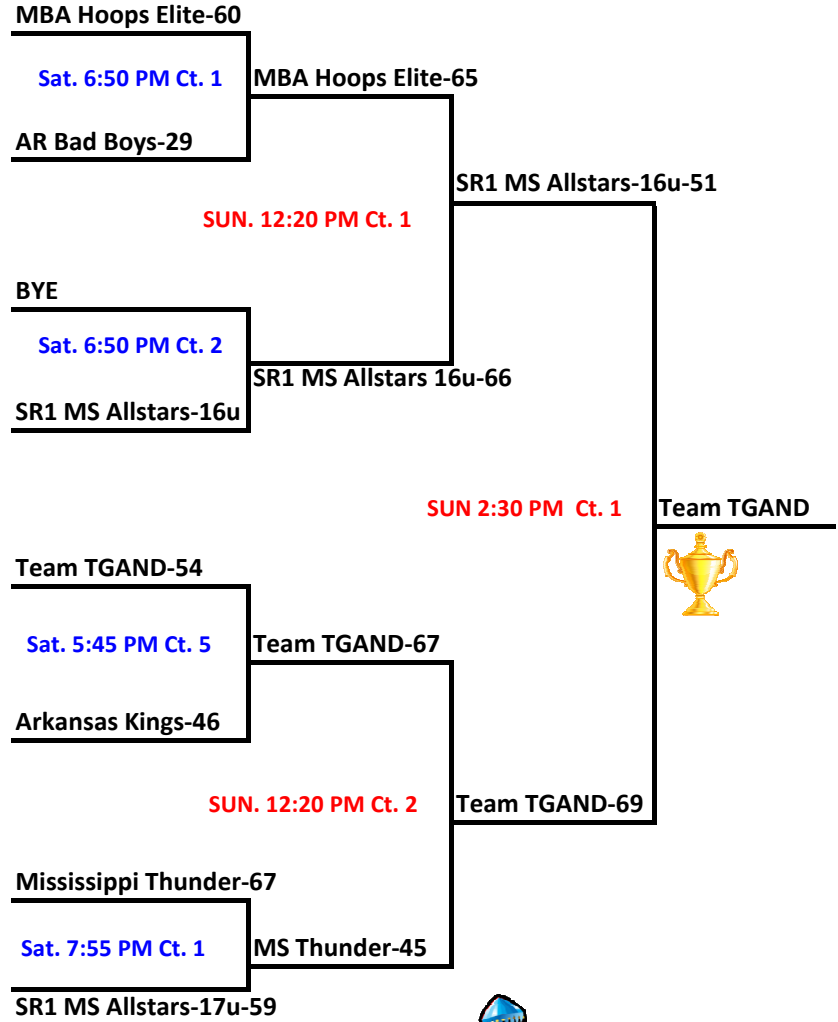 MBA Hoops Elite-60
Sat. 6:50 PM Ct. 1
MBA Hoops Elite-65
AR Bad Boys-29
SR1 MS Allstars-16u-51
SUN. 12:20 PM Ct. 1
BYE
Sat. 6:50 PM Ct. 2
SR1 MS Allstars 16u-66
SR1 MS Allstars-16u
SUN 2:30 PM  Ct. 1
Team TGAND
Team TGAND-54
Sat. 5:45 PM Ct. 5
Team TGAND-67
Arkansas Kings-46
SUN. 12:20 PM Ct. 2
Team TGAND-69
Mississippi Thunder-67
Sat. 7:55 PM Ct. 1
MS Thunder-45
SR1 MS Allstars-17u-59